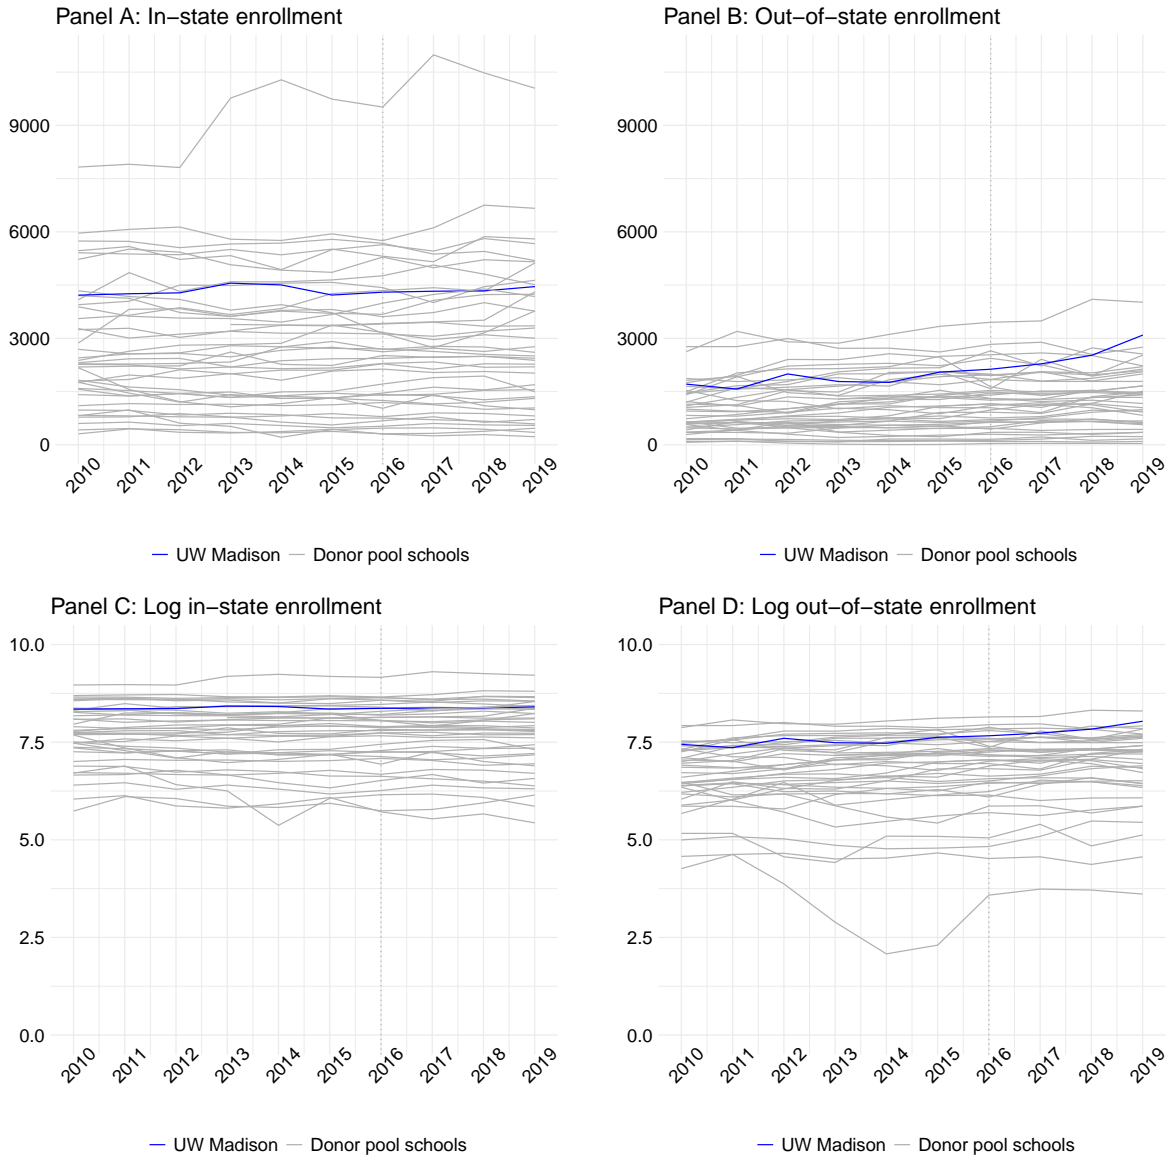 Panel A: In−state enrollment
9000
6000
3000
0
2010 2011 2012 2013 2014 2015 2016 2017 2018 2019
UW Madison Donor pool schools
Panel B: Out−of−state enrollment
9000
6000
3000
0
2010 2011 2012 2013 2014 2015 2016 2017 2018 2019
UW Madison Donor pool schools
Panel C: Log in−state enrollment
10.0
7.5
5.0
2.5
0.0
2010 2011 2012 2013 2014 2015 2016 2017 2018 2019
UW Madison Donor pool schools
Panel D: Log out−of−state enrollment
10.0
7.5
5.0
2.5
0.0
2010 2011 2012 2013 2014 2015 2016 2017 2018 2019
UW Madison Donor pool schools